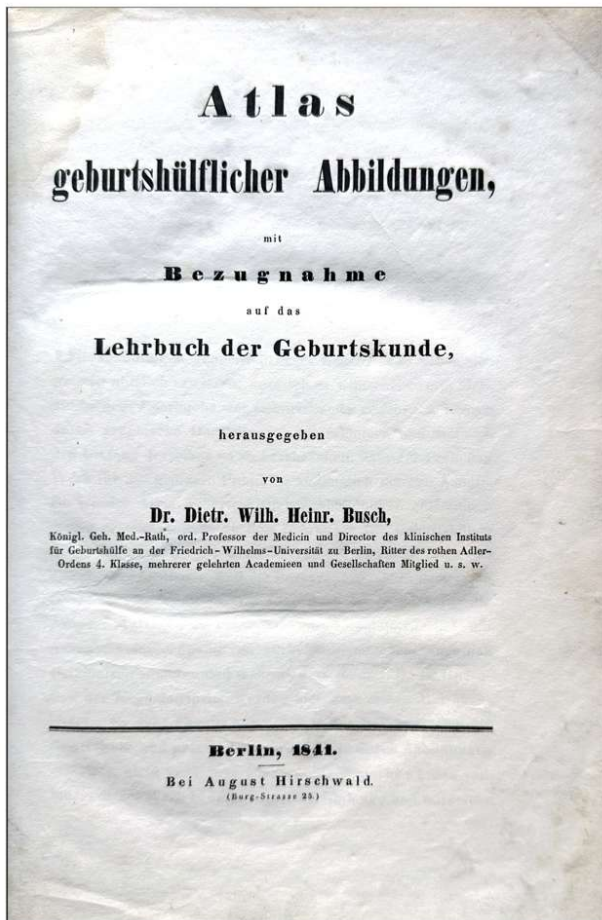 Atlas
geburtshülflicher Abbildungen,
mit
Bezugnahme
auf das
Lehrbuch der Geburtskunde,
herausgegeben
von
Dr. Dietr. Wilh. Heinr. Busch,
Königl. Geh. Med.-Rath, ord. Professor der Medicin und Director des klinischen Instituts
für Geburtshülfe an der Friedrich-Wilhelms-Universität zu Berlin, Ritter des rothen Adler-
Ordens 4. Klasse, mehrerer gelehrten Academieen und Gesellschaften Mitglied u. s. w.
Berlin, 1841.
Bei August Hirschwald.
(Burg-Strasse 25.)